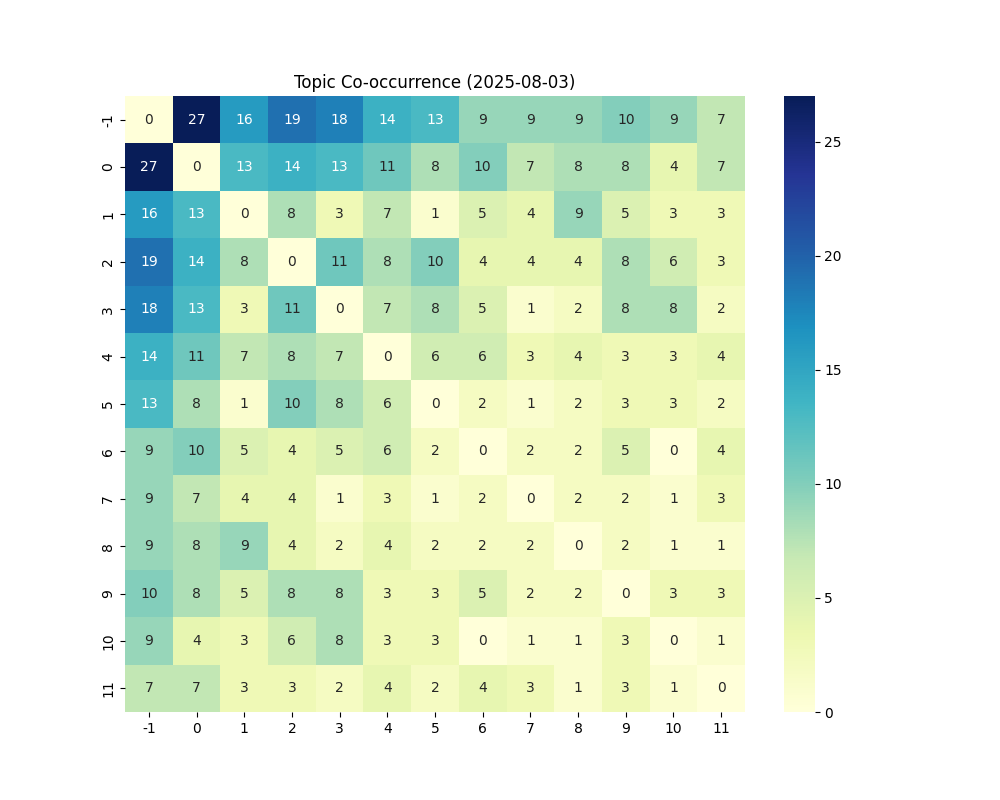 Topic Co-occurrence (2025-08-03)
-1 0 27 16 19 18 14 13 9 9 9 10 9 7
0 27 0 13 14 13 11 8 10 7 8 8 4 7
1 16 13 0 8 3 7 1 5 4 9 5 3 3
2 19 14 8 0 11 8 10 4 4 4 8 6 3
3 18 13 3 11 0 7 8 5 1 2 8 8 2
4 14 11 7 8 7 0 6 6 3 4 3 3 4
5 13 8 1 10 8 6 0 2 1 2 3 3 2
6 9 10 5 4 5 6 2 0 2 2 5 0 4
7 9 7 4 4 1 3 1 2 0 2 2 1 3
8 9 8 9 4 2 4 2 2 2 0 2 1 1
9 10 8 5 8 8 3 3 5 2 2 0 3 3
10 9 4 3 6 8 3 3 0 1 1 3 0 1
11 7 7 3 3 2 4 2 4 3 1 3 1 0
-1 0 1 2 3 4 5 6 7 8 9 10 11
25
20
15
10
5
0